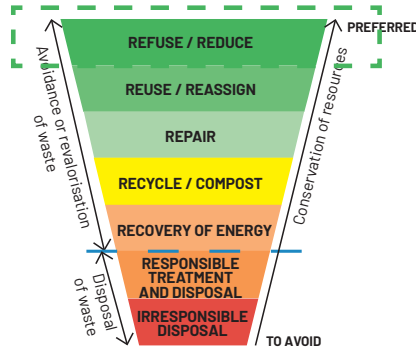 PREFERRED
REFUSE / REDUCE
REUSE / REASSIGN
REPAIR
RECYCLE / COMPOST
RECOVERY OF ENERGY
RESPONSIBLE
TREATMENT
AND DISPOSAL
IRRESPONSIBLE
DISPOSAL
TO AVOID
Avoidance or revalorisation
of waste
Disposal
of waste
Conservation of resources